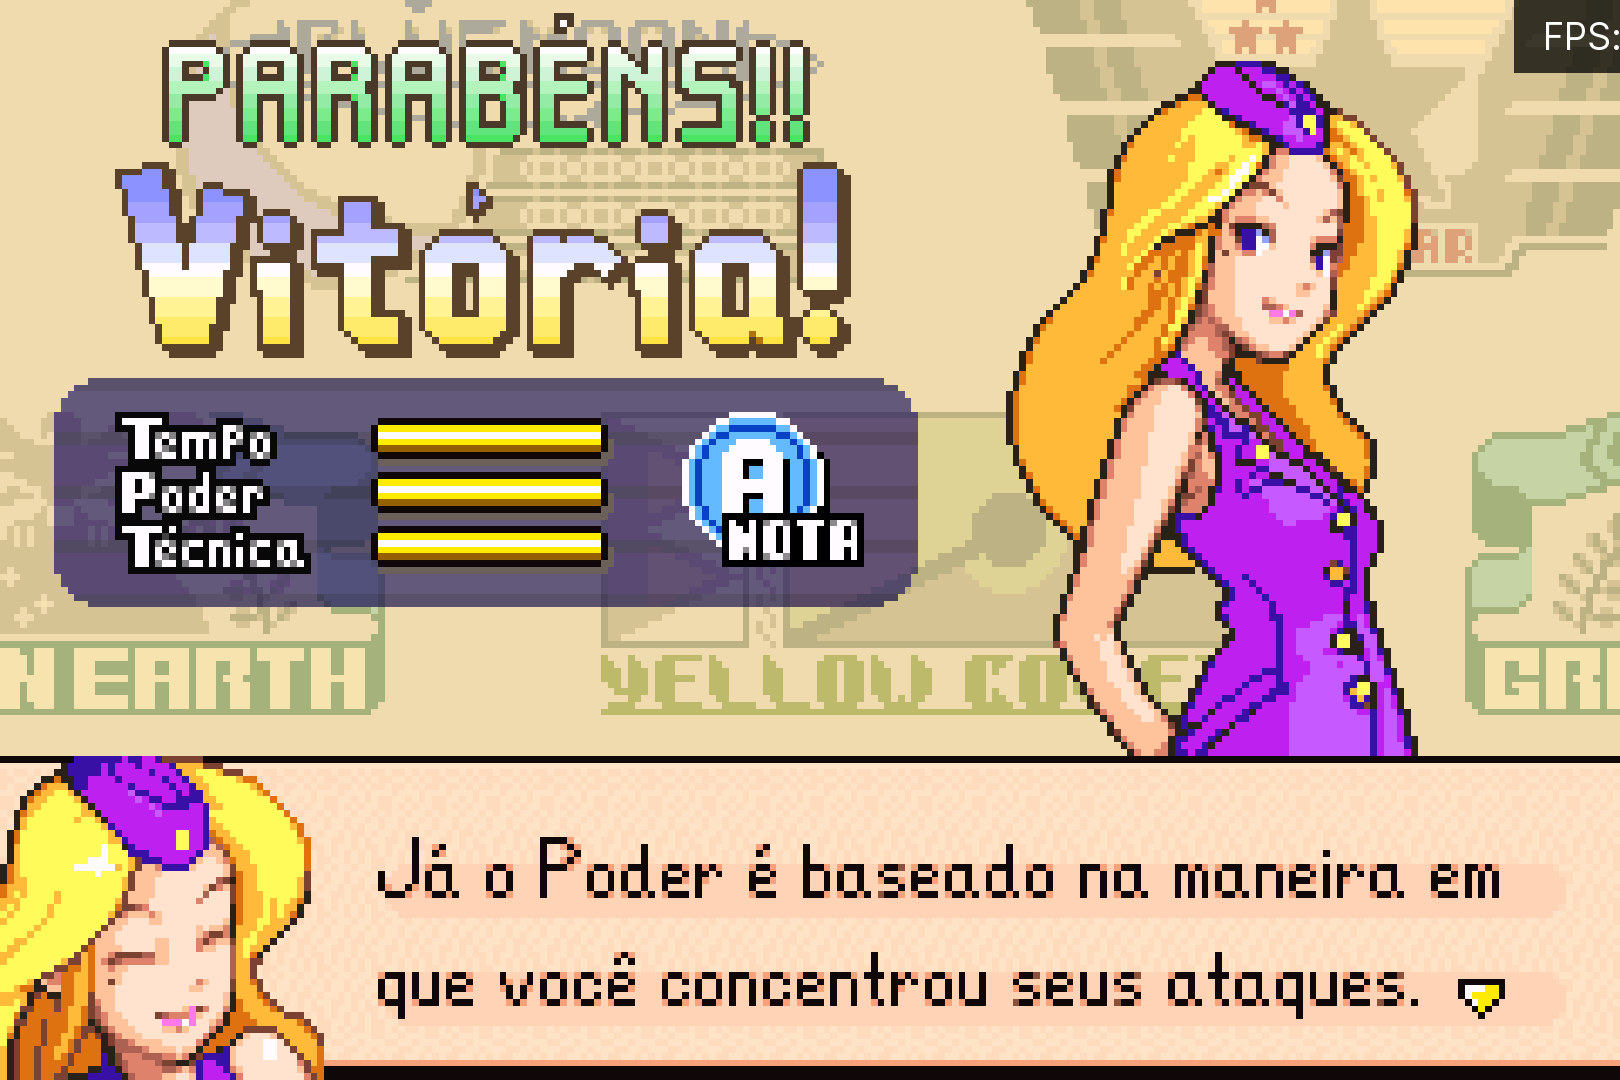 FPS:
PARABÉNS!!
Vitória!
Tempo
Poder
Técnica
A
NOTA
N EARTH
YELLOW CO
Já o Poder é baseado na maneira em
que você concentrou seus ataques.